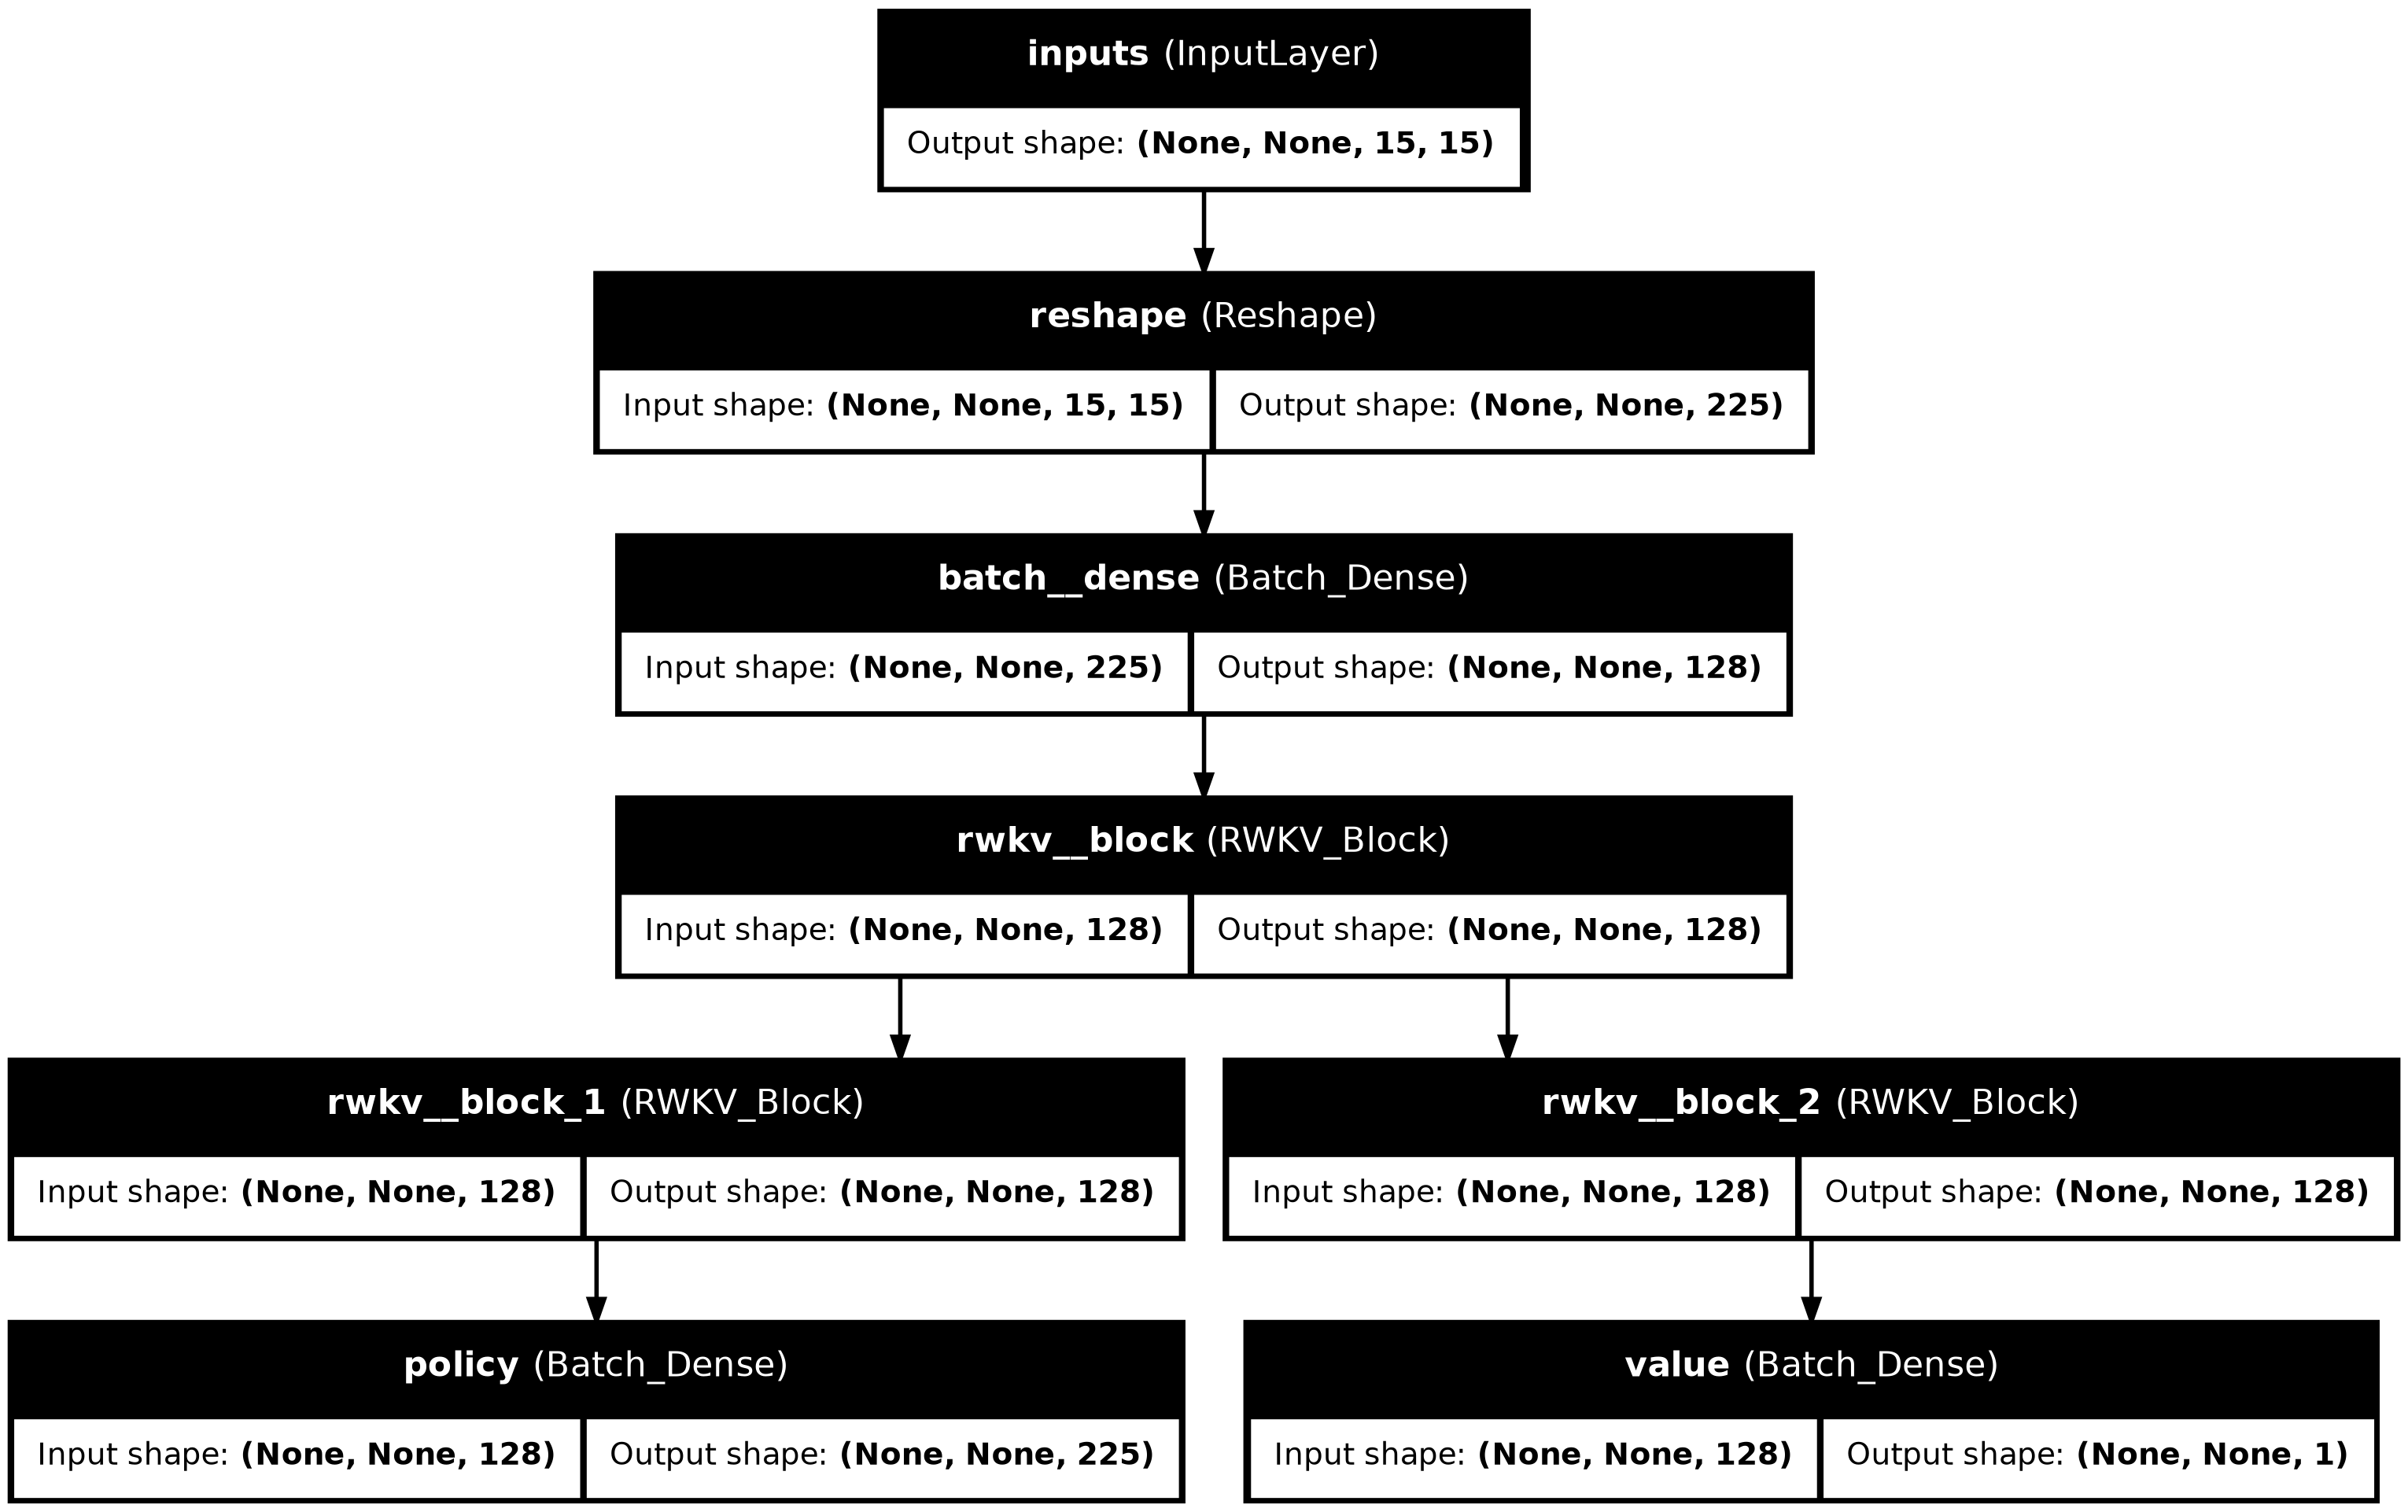 inputs (InputLayer)
Output shape: (None, None, 15, 15)
reshape (Reshape)
Input shape: (None, None, 15, 15) Output shape: (None, None, 225)
batch__dense (Batch_Dense)
Input shape: (None, None, 225) Output shape: (None, None, 128)
rwkv__block (RWKV_Block)
Input shape: (None, None, 128) Output shape: (None, None, 128)
rwkv__block_1 (RWKV_Block)
Input shape: (None, None, 128) Output shape: (None, None, 128)
rwkv__block_2 (RWKV_Block)
Input shape: (None, None, 128) Output shape: (None, None, 128)
policy (Batch_Dense)
Input shape: (None, None, 128) Output shape: (None, None, 225)
value (Batch_Dense)
Input shape: (None, None, 128) Output shape: (None, None, 1)